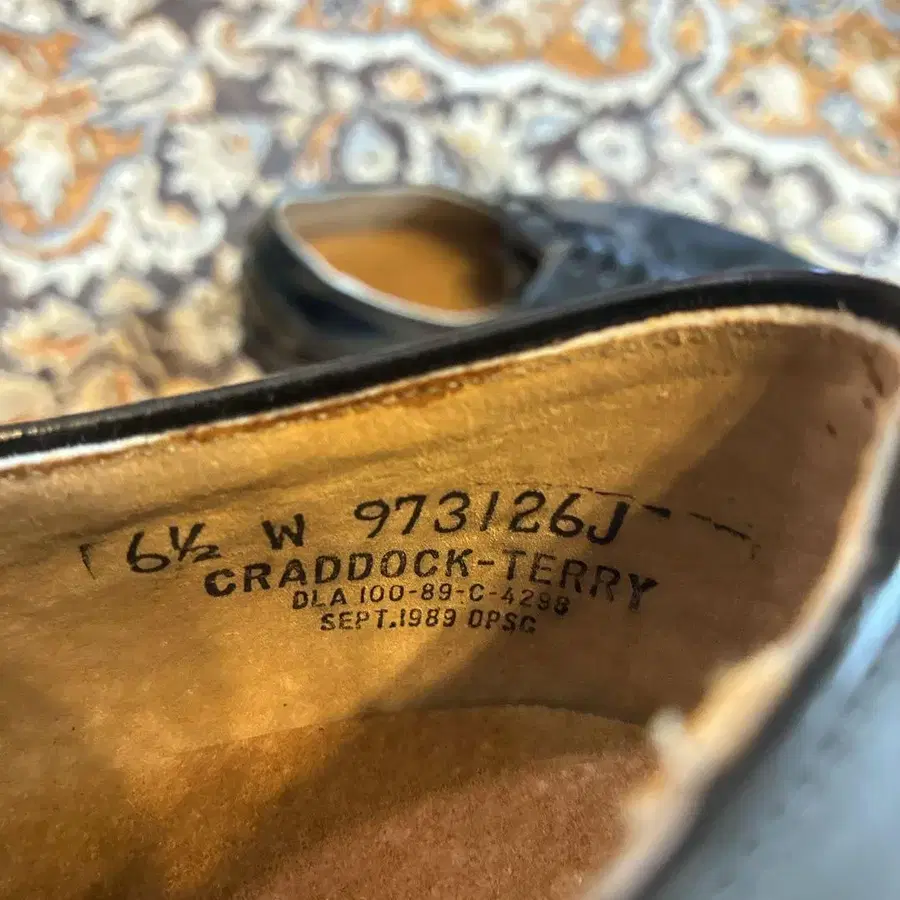 6½ W 973126J
CRADDOCK-TERRY
DLA 100-89-C-4298
SEPT.1989 DPSC